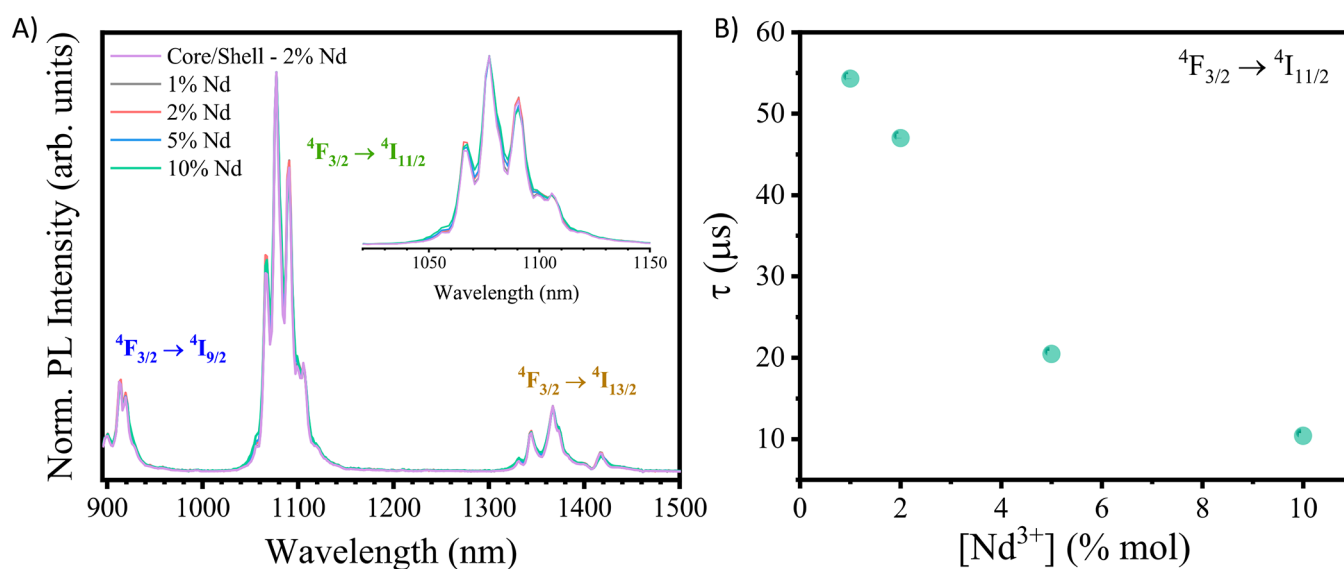 A)
Norm. PL Intensity (arb. units)
Core/Shell - 2% Nd
1% Nd
2% Nd
5% Nd
10% Nd
⁴F₃/₂ → ⁴I₉/₂
⁴F₃/₂ → ⁴I₁₁/₂
⁴F₃/₂ → ⁴I₁₃/₂
1050 1100 1150
Wavelength (nm)
900 1000 1100 1200 1300 1400 1500
Wavelength (nm)
B)
⁴F₃/₂ → ⁴I₁₁/₂
τ (μs)
60
50
40
30
20
10
0 2 4 6 8 10
[Nd³⁺] (% mol)